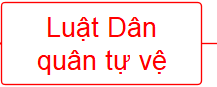 Luật Dân
quân tự vệ